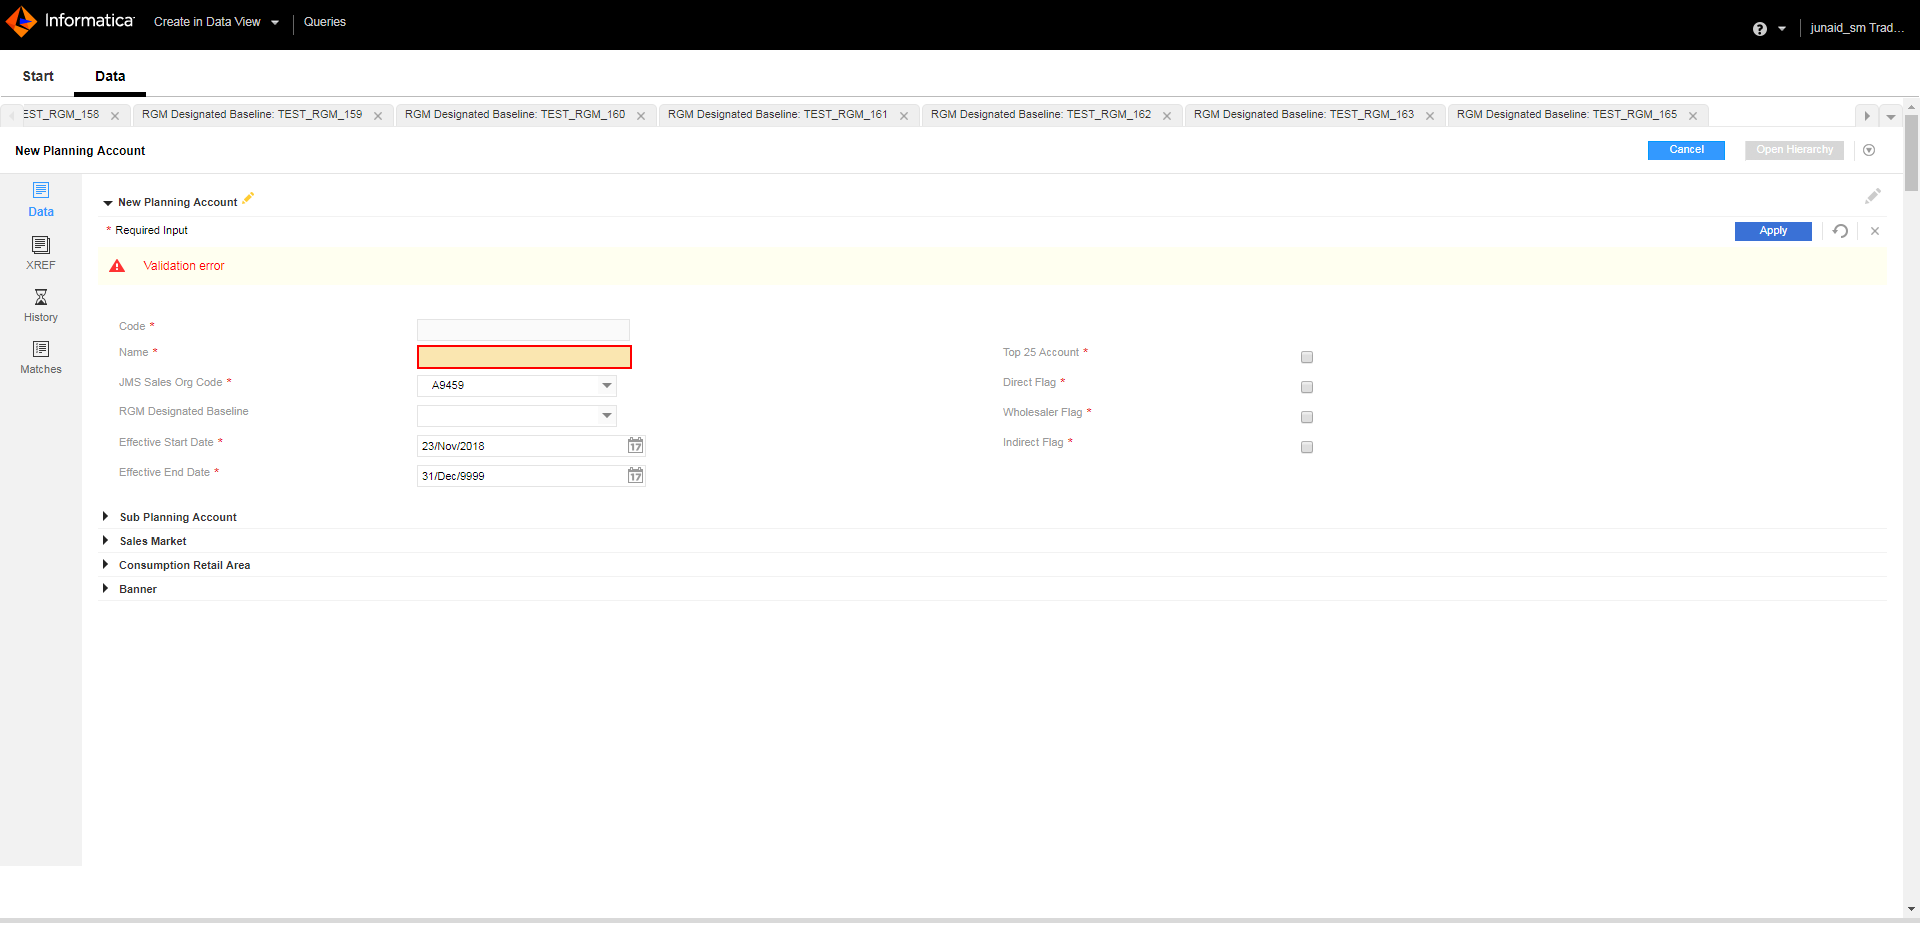 Informatica Create in Data View Queries junaid_sm Trad...
Start Data
EST_RGM_158 RGM Designated Baseline: TEST_RGM_159 RGM Designated Baseline: TEST_RGM_160 RGM Designated Baseline: TEST_RGM_161 RGM Designated Baseline: TEST_RGM_162 RGM Designated Baseline: TEST_RGM_163 RGM Designated Baseline: TEST_RGM_165
New Planning Account Cancel Open Hierarchy
Data
XREF
History
Matches
New Planning Account
* Required Input Apply
Validation error
Code *
Name * Top 25 Account *
JMS Sales Org Code * A9459 Direct Flag *
RGM Designated Baseline Wholesaler Flag *
Effective Start Date * 23/Nov/2018 17 Indirect Flag *
Effective End Date * 31/Dec/9999 17
Sub Planning Account
Sales Market
Consumption Retail Area
Banner